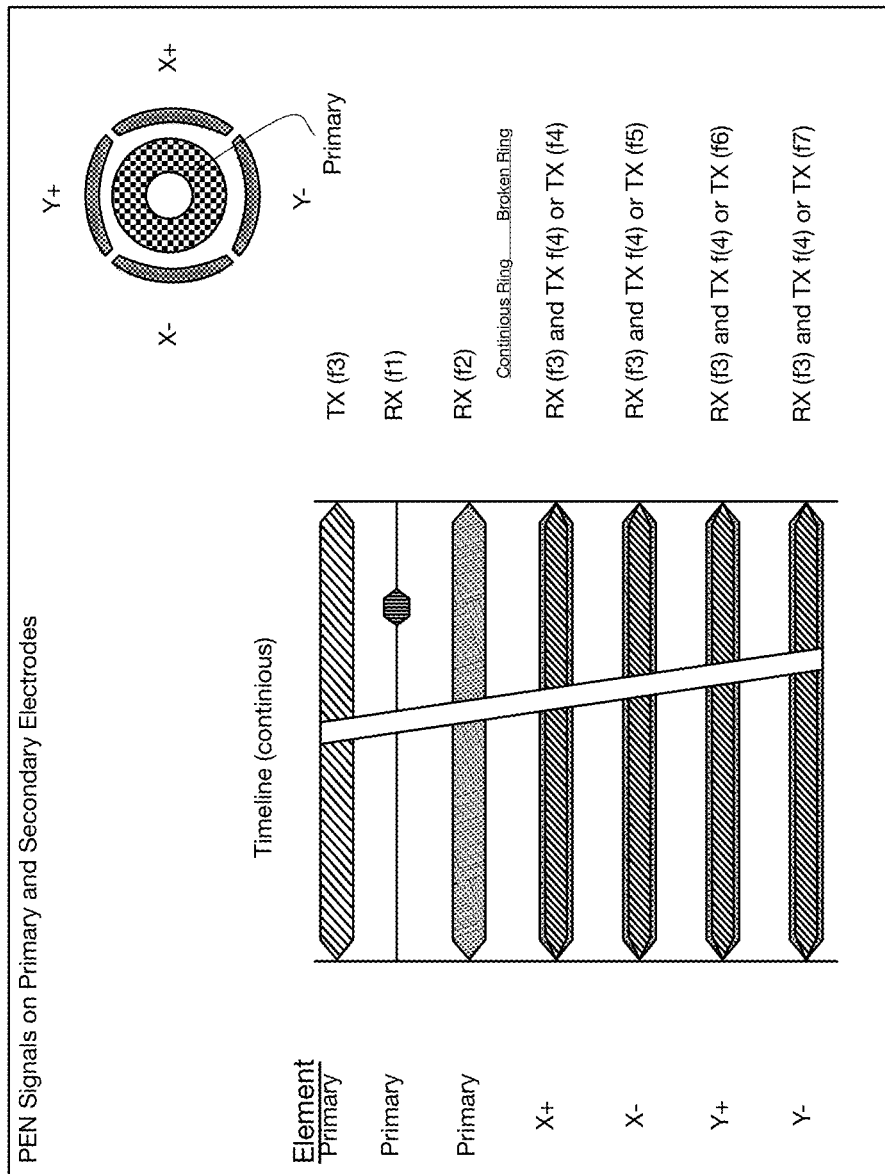 PEN Signals on Primary and Secondary Electrodes
Y+
X-
X+
Y-
Primary
Timeline (continious)
Element
Continious Ring Broken Ring
Primary TX (f3)
Primary RX (f1)
Primary RX (f2)
X+ RX (f3) and TX f(4) or TX (f4)
X- RX (f3) and TX f(4) or TX (f5)
Y+ RX (f3) and TX f(4) or TX (f6)
Y- RX (f3) and TX f(4) or TX (f7)